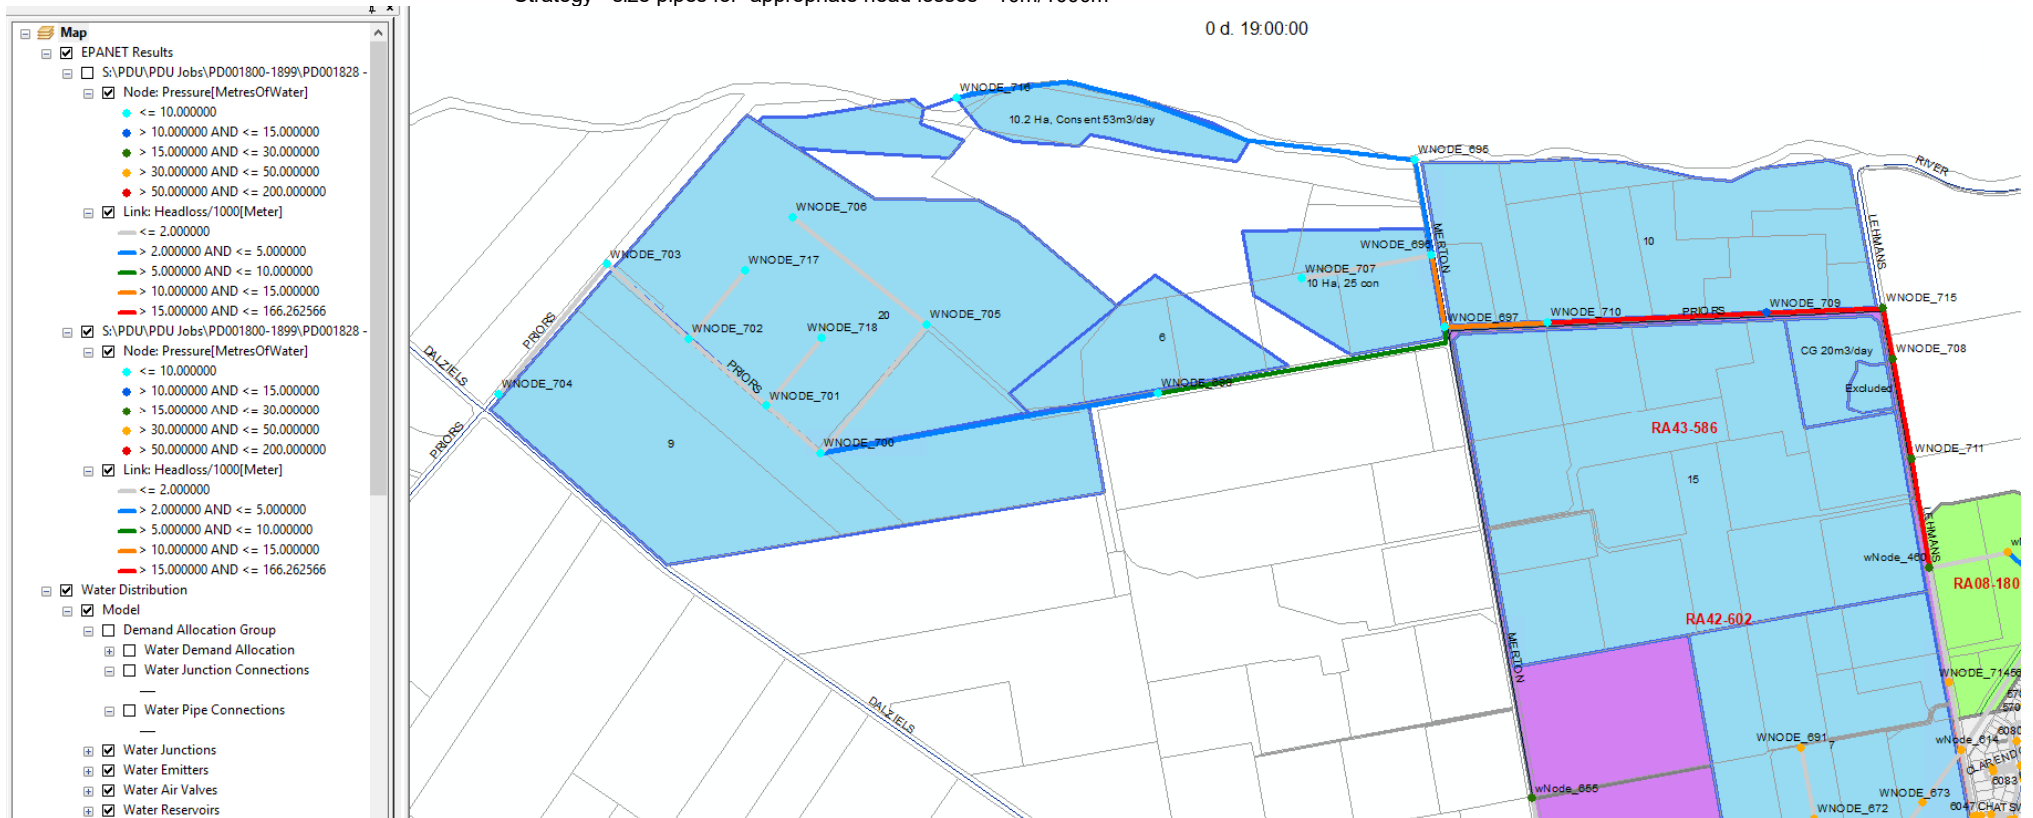 0 d. 19:00:00
Map
EPANET Results
S:\PDU\PDU Jobs\PD001800-1899\PD001828 -
Node: Pressure[MetresOfWater]
<= 10.000000
> 10.000000 AND <= 15.000000
> 15.000000 AND <= 30.000000
> 30.000000 AND <= 50.000000
> 50.000000 AND <= 200.000000
Link: Headloss/1000[Meter]
<= 2.000000
> 2.000000 AND <= 5.000000
> 5.000000 AND <= 10.000000
> 10.000000 AND <= 15.000000
> 15.000000 AND <= 166.262566
S:\PDU\PDU Jobs\PD001800-1899\PD001828 -
Node: Pressure[MetresOfWater]
<= 10.000000
> 10.000000 AND <= 15.000000
> 15.000000 AND <= 30.000000
> 30.000000 AND <= 50.000000
> 50.000000 AND <= 200.000000
Link: Headloss/1000[Meter]
<= 2.000000
> 2.000000 AND <= 5.000000
> 5.000000 AND <= 10.000000
> 10.000000 AND <= 15.000000
> 15.000000 AND <= 166.262566
Water Distribution
Model
Demand Allocation Group
Water Demand Allocation
Water Junction Connections
Water Pipe Connections
Water Junctions
Water Emitters
Water Air Valves
Water Reservoirs
WNODE_716
10.2 Ha, Consent 53m3/day
WNODE_695
RIVER
WNODE_706
LEHMANS
WNODE_703
WNODE_717
WNODE_696
MERTON
10
WNODE_707
10 Ha, 25 con
WNODE_715
WNODE_709
PRIORS
WNODE_710
WNODE_697
20
WNODE_705
WNODE_702
WNODE_718
PRIORS
6
CG 20m3/day
WNODE_708
DALZIELS
WNODE_704
PRIORS
WNODE_701
Excluded
RA43-586
PRIORS
9
WNODE_700
WNODE_711
15
LEHMANS
wNode_460
RA08-180
RA42-602
MERTON
DALZIELS
WNODE_691
7
wNode_614
CLARENDO
6083
wNode_655
WNODE_673
WNODE_672
6047
CHATSW